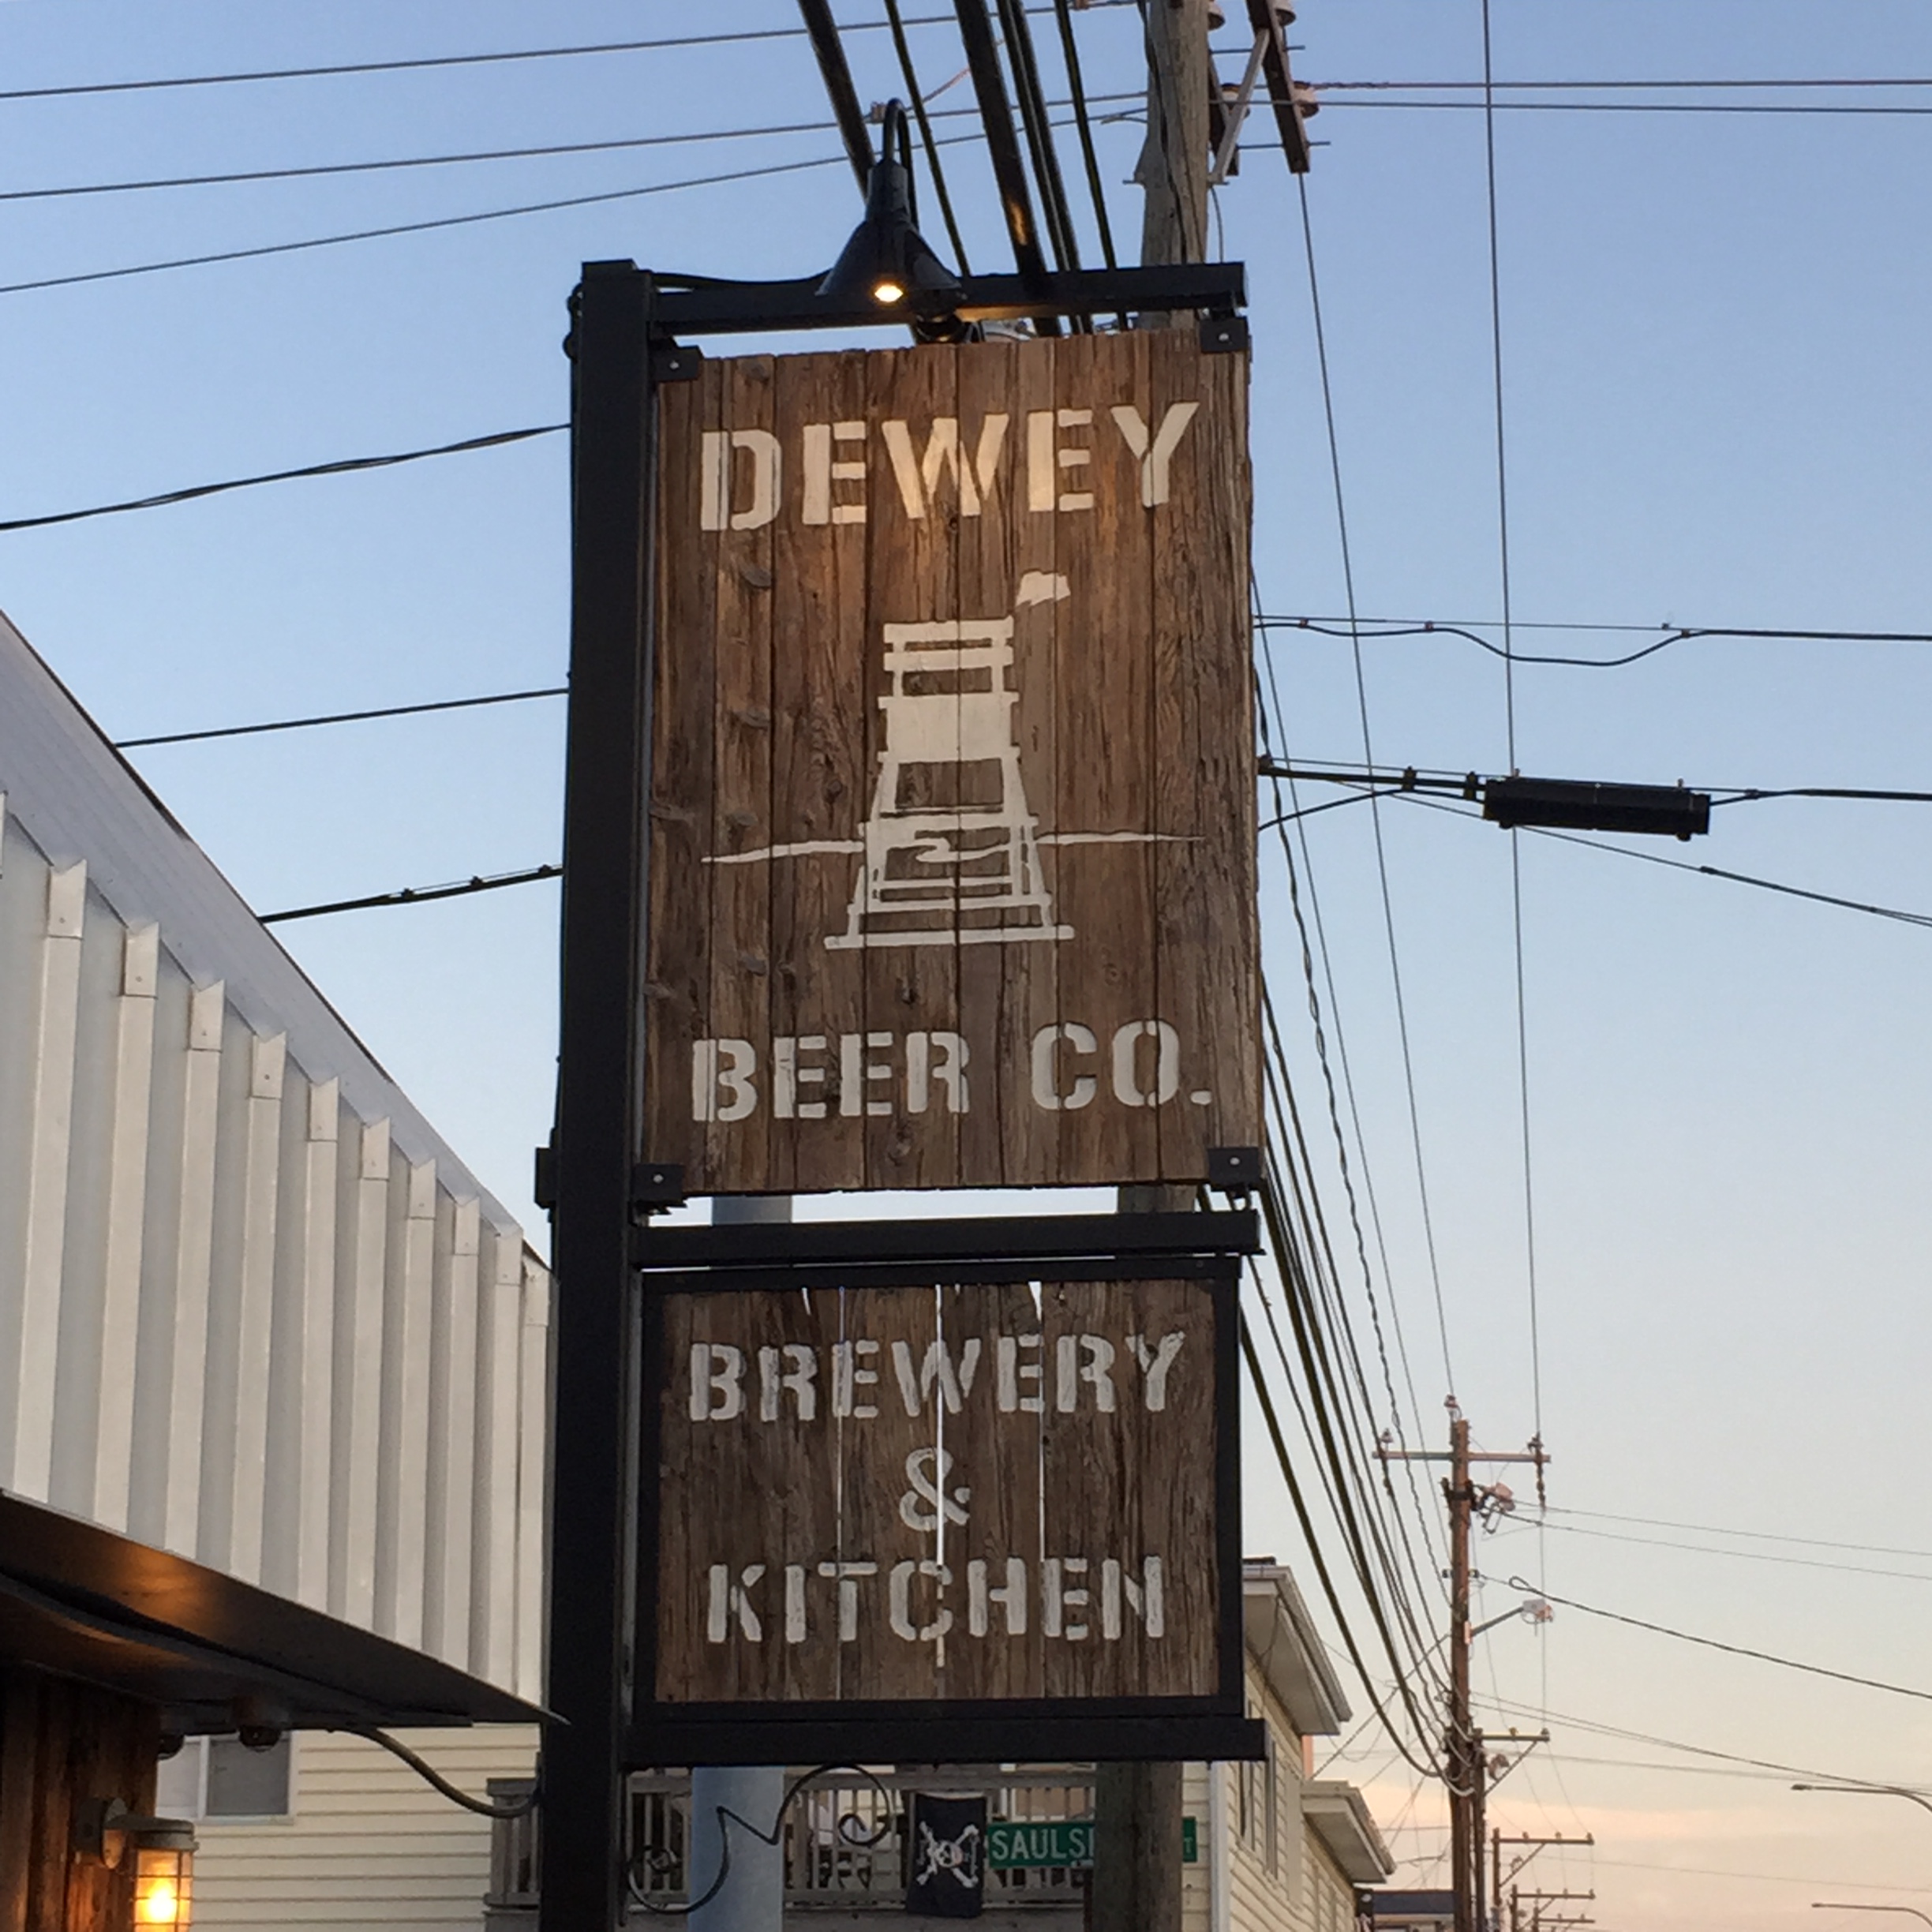 DEWEY
BEER CO.
BREWERY
&
KITCHEN